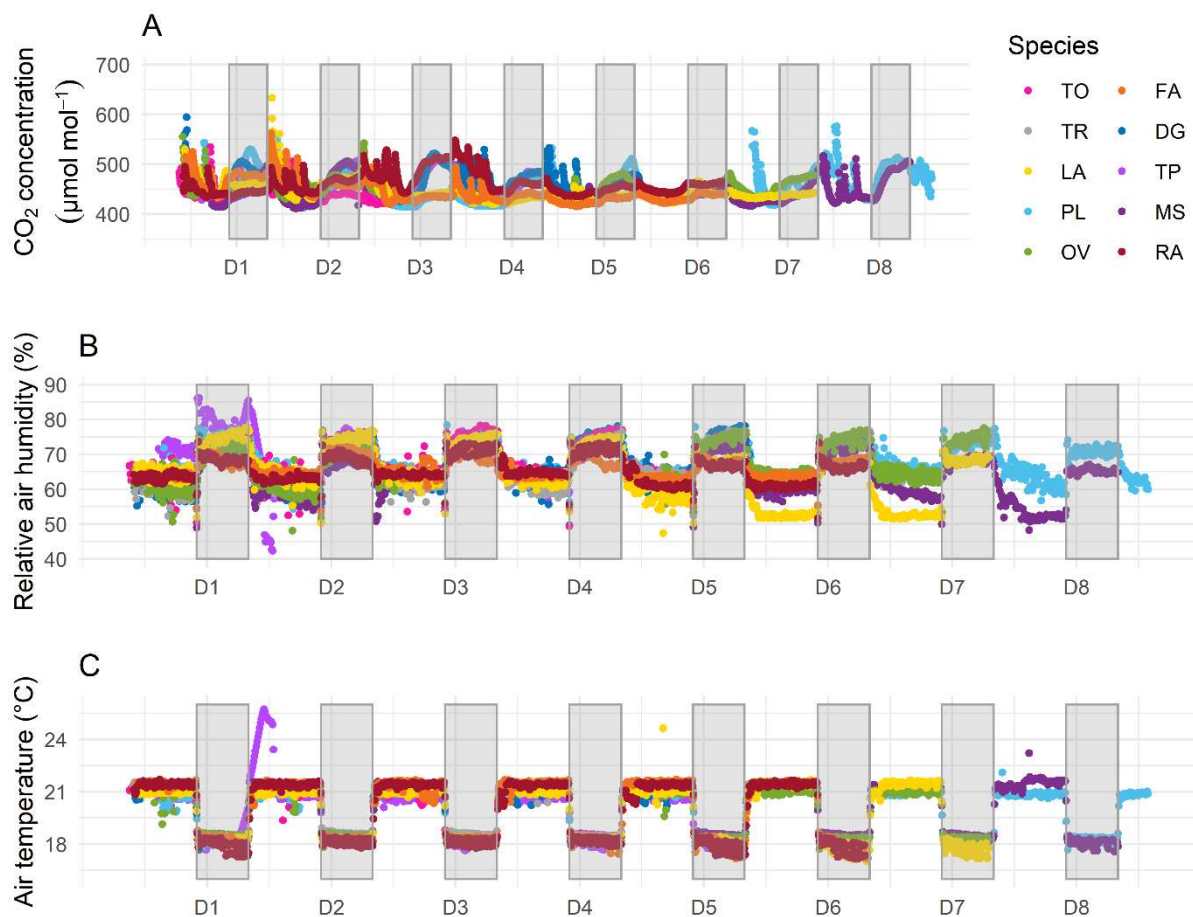 A
CO₂ concentration
(μmol mol⁻¹)
700
600
500
400
D1 D2 D3 D4 D5 D6 D7 D8
Species
TO FA
TR DG
LA TP
PL MS
OV RA
B
Relative air humidity (%)
90
80
70
60
50
40
D1 D2 D3 D4 D5 D6 D7 D8
C
Air temperature (°C)
24
21
18
D1 D2 D3 D4 D5 D6 D7 D8